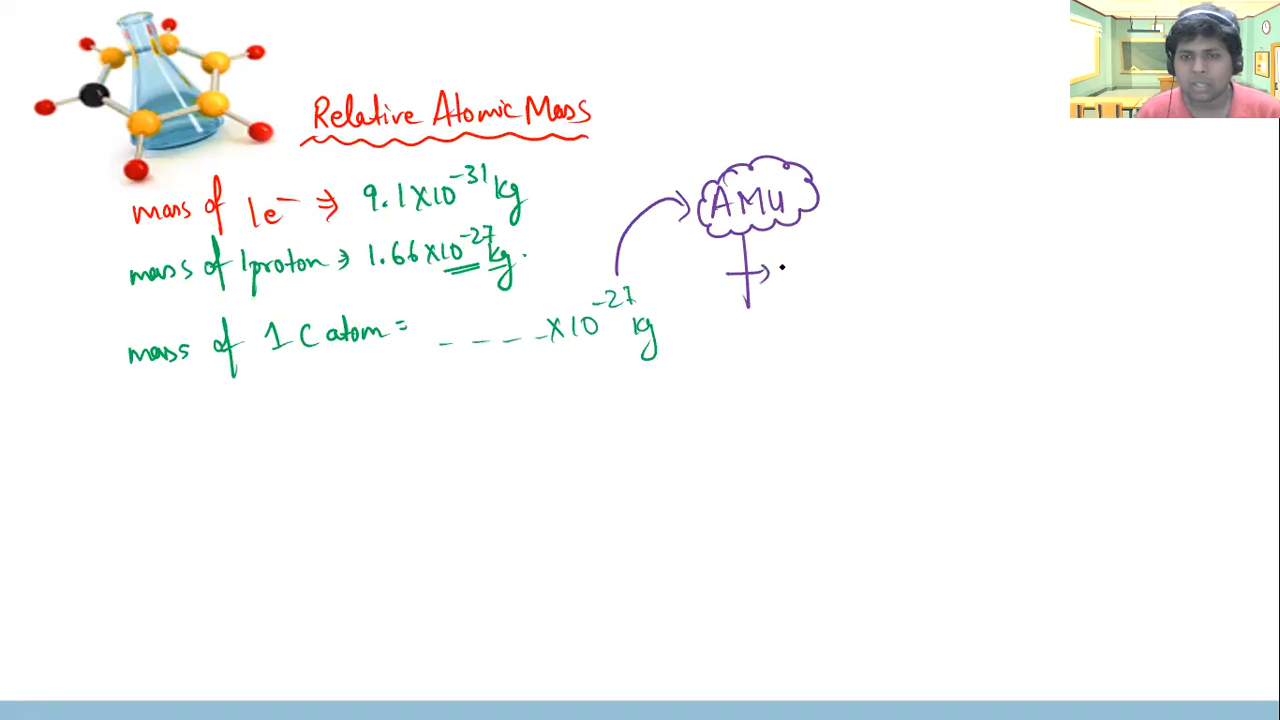 Relative Atomic Mass
mass of 1e⁻ ⇒ 9.1×10⁻³¹ kg
mass of 1proton ⇒ 1.66×10⁻²⁷ kg.
mass of 1 C atom = _ _ _ _ ×10⁻²⁷ kg
AMU